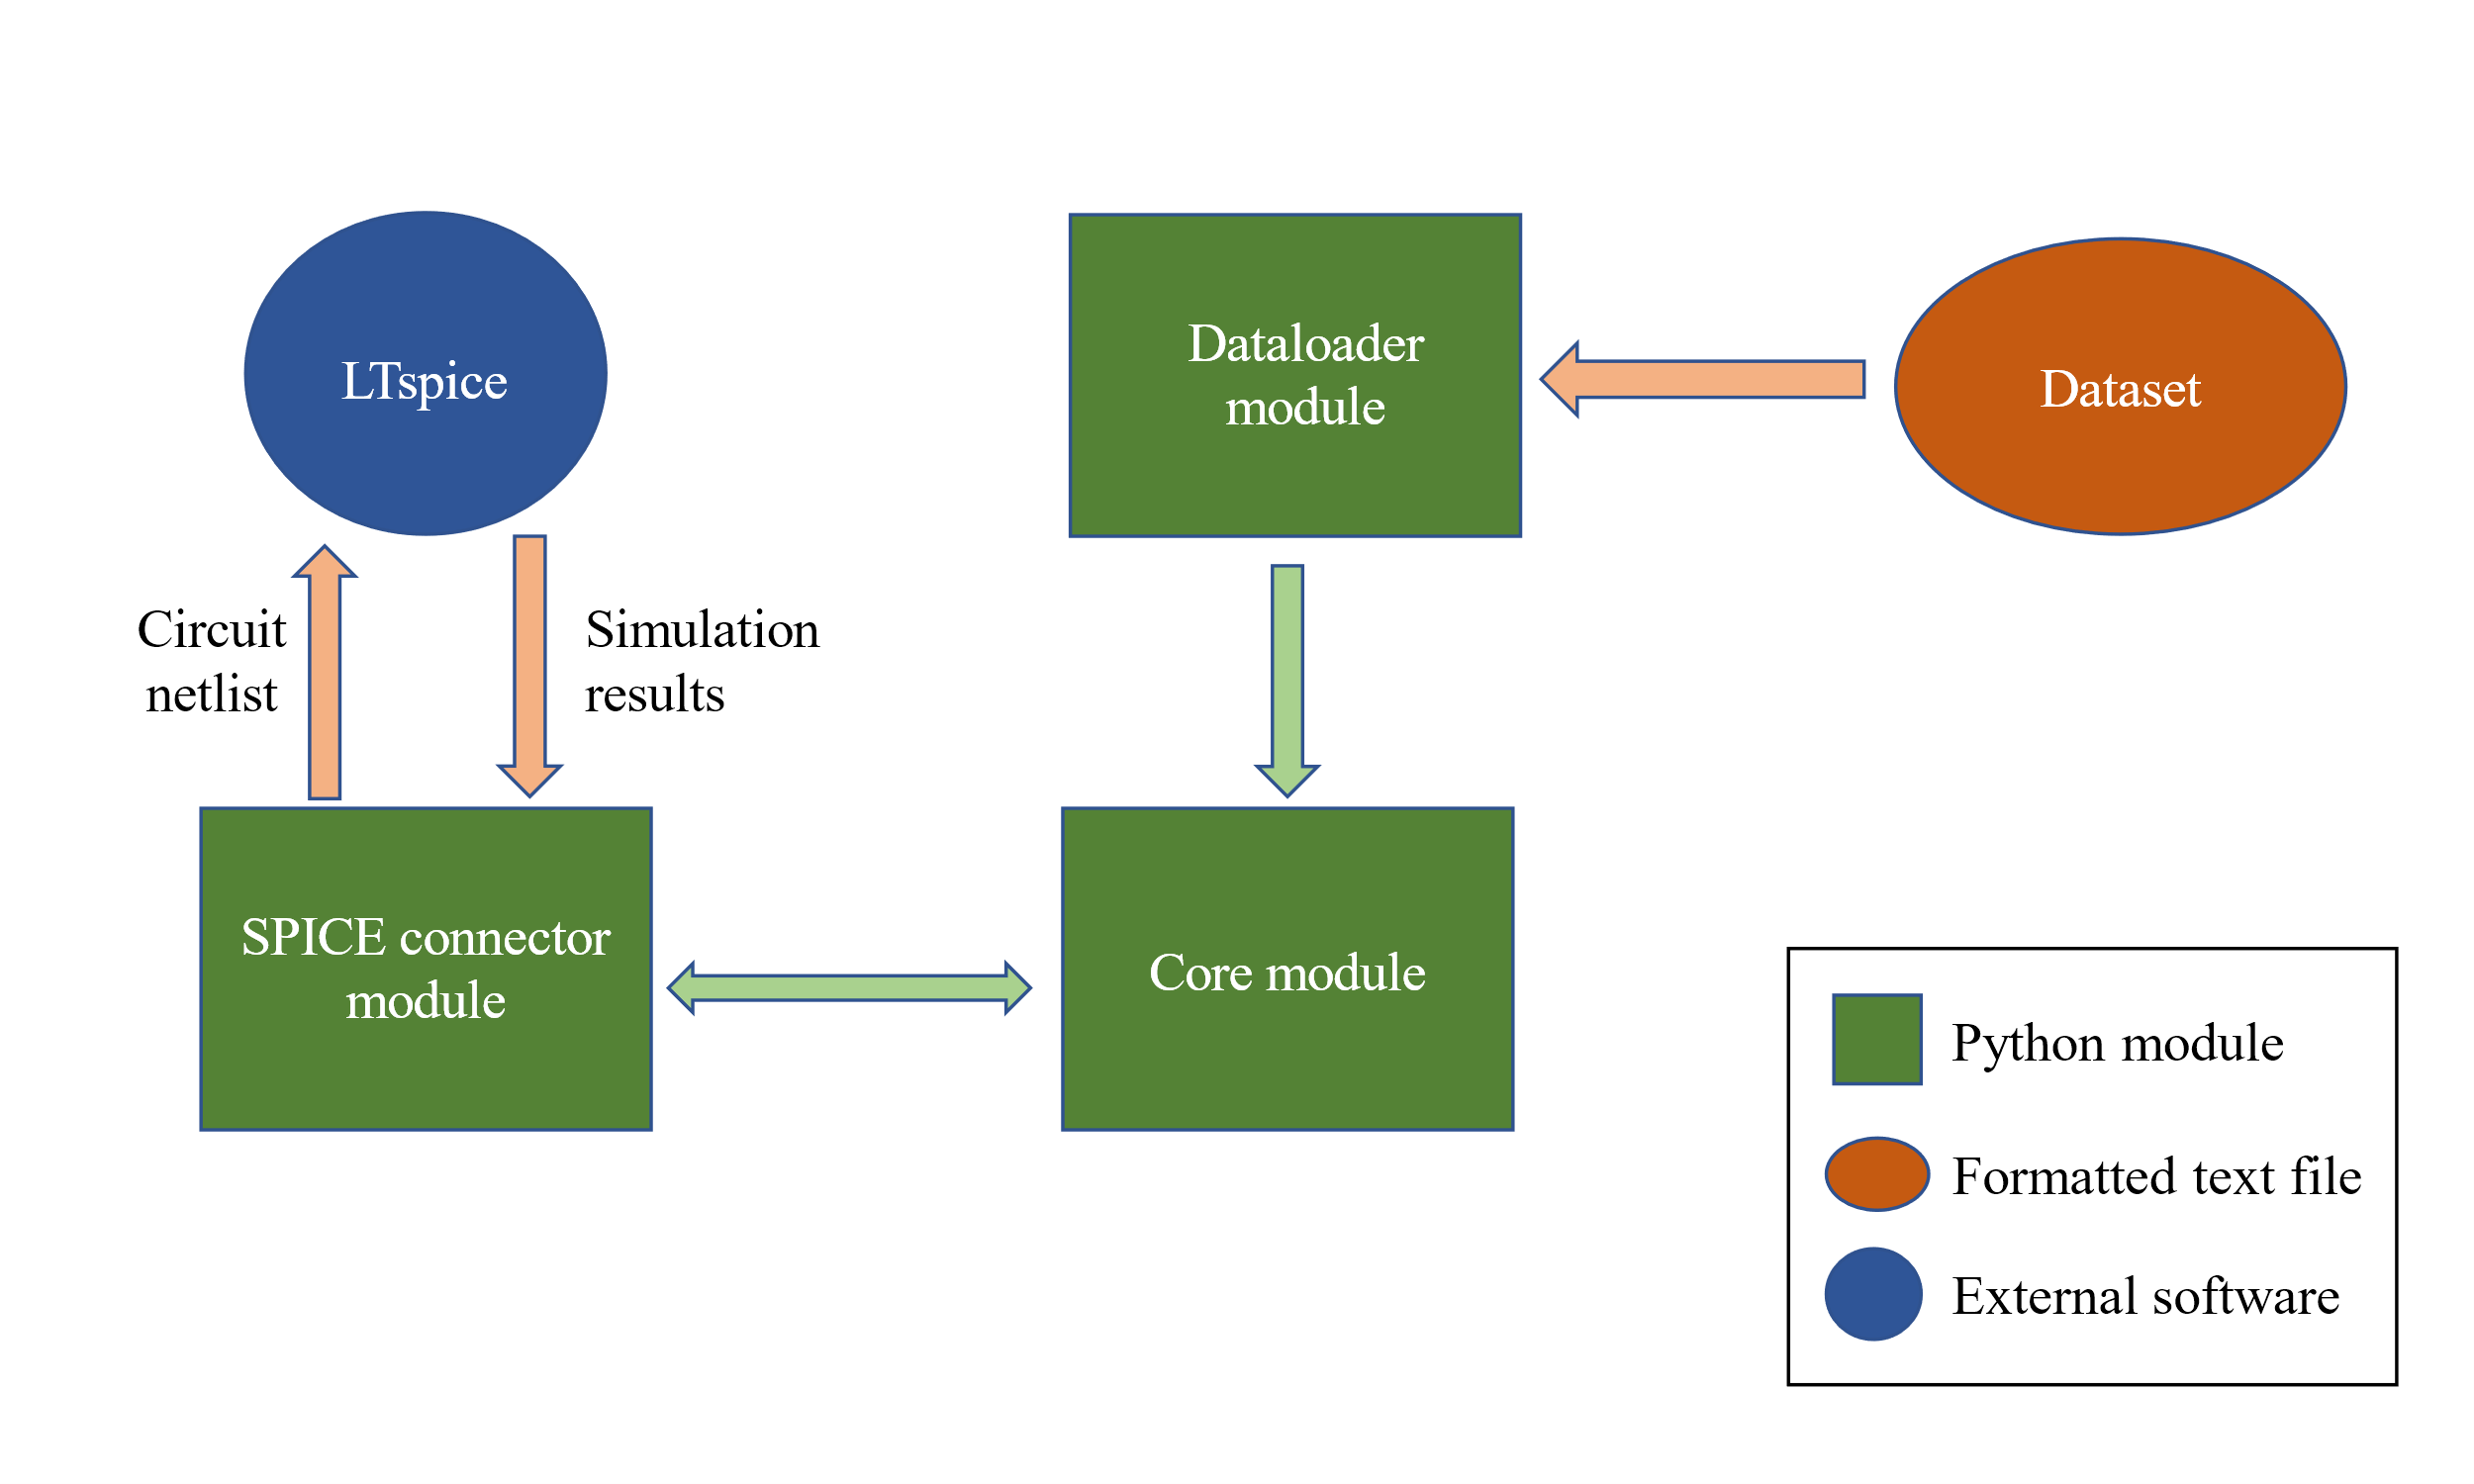 LTspice
Dataloader
module
Dataset
Circuit
netlist
Simulation
results
SPICE connector
module
Core module
Python module
Formatted text file
External software